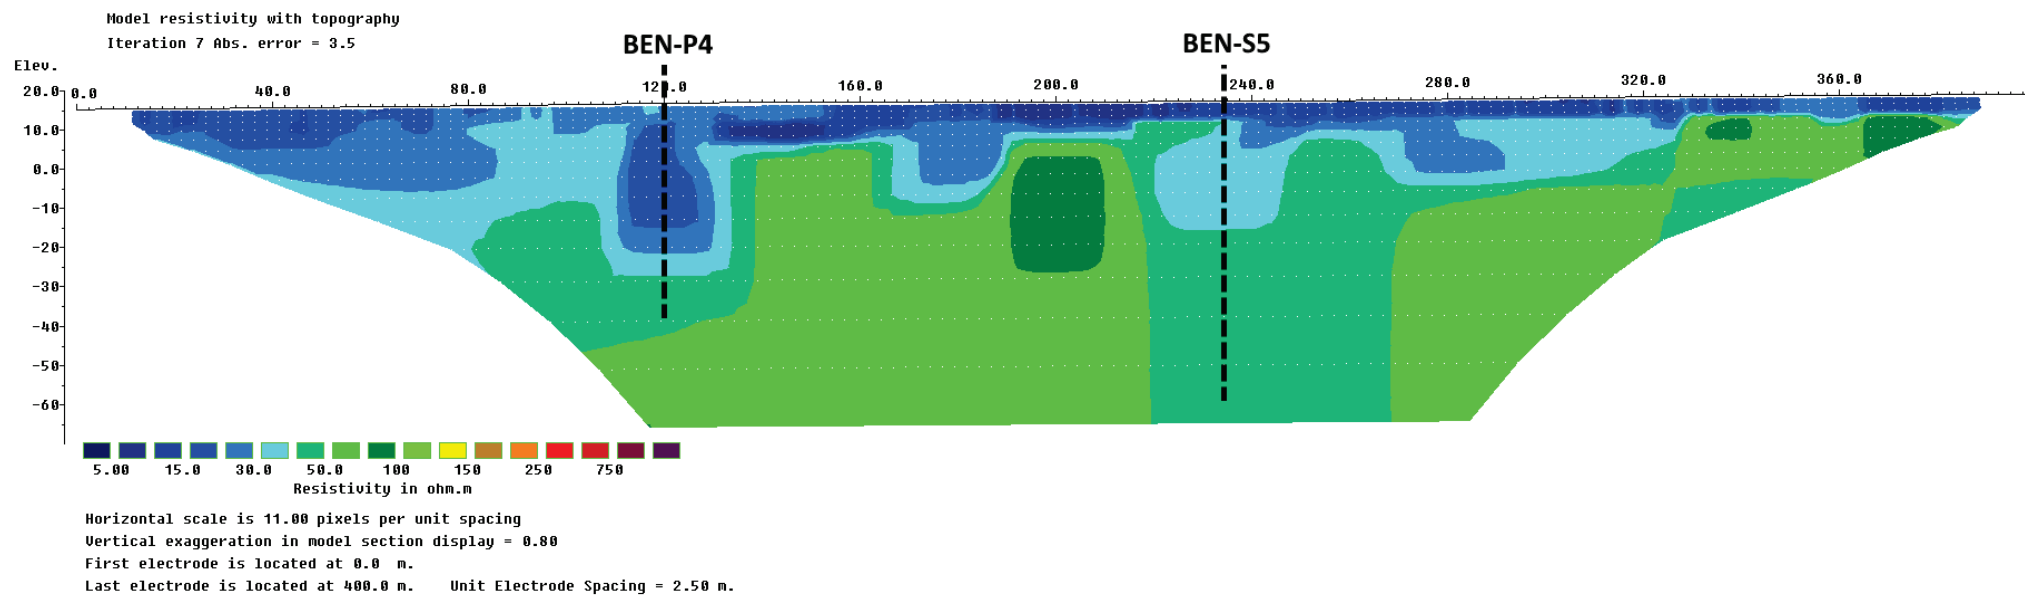 Model resistivity with topography
Iteration 7 Abs. error = 3.5
BEN-P4
BEN-S5
Elev.
0.0 40.0 80.0 120.0 160.0 200.0 240.0 280.0 320.0 360.0
20.0
10.0
0.0
-10
-20
-30
-40
-50
-60
5.00 15.0 30.0 50.0 100 150 250 750
Resistivity in ohm.m
Horizontal scale is 11.00 pixels per unit spacing
Vertical exaggeration in model section display = 0.80
First electrode is located at 0.0 m.
Last electrode is located at 400.0 m. Unit Electrode Spacing = 2.50 m.